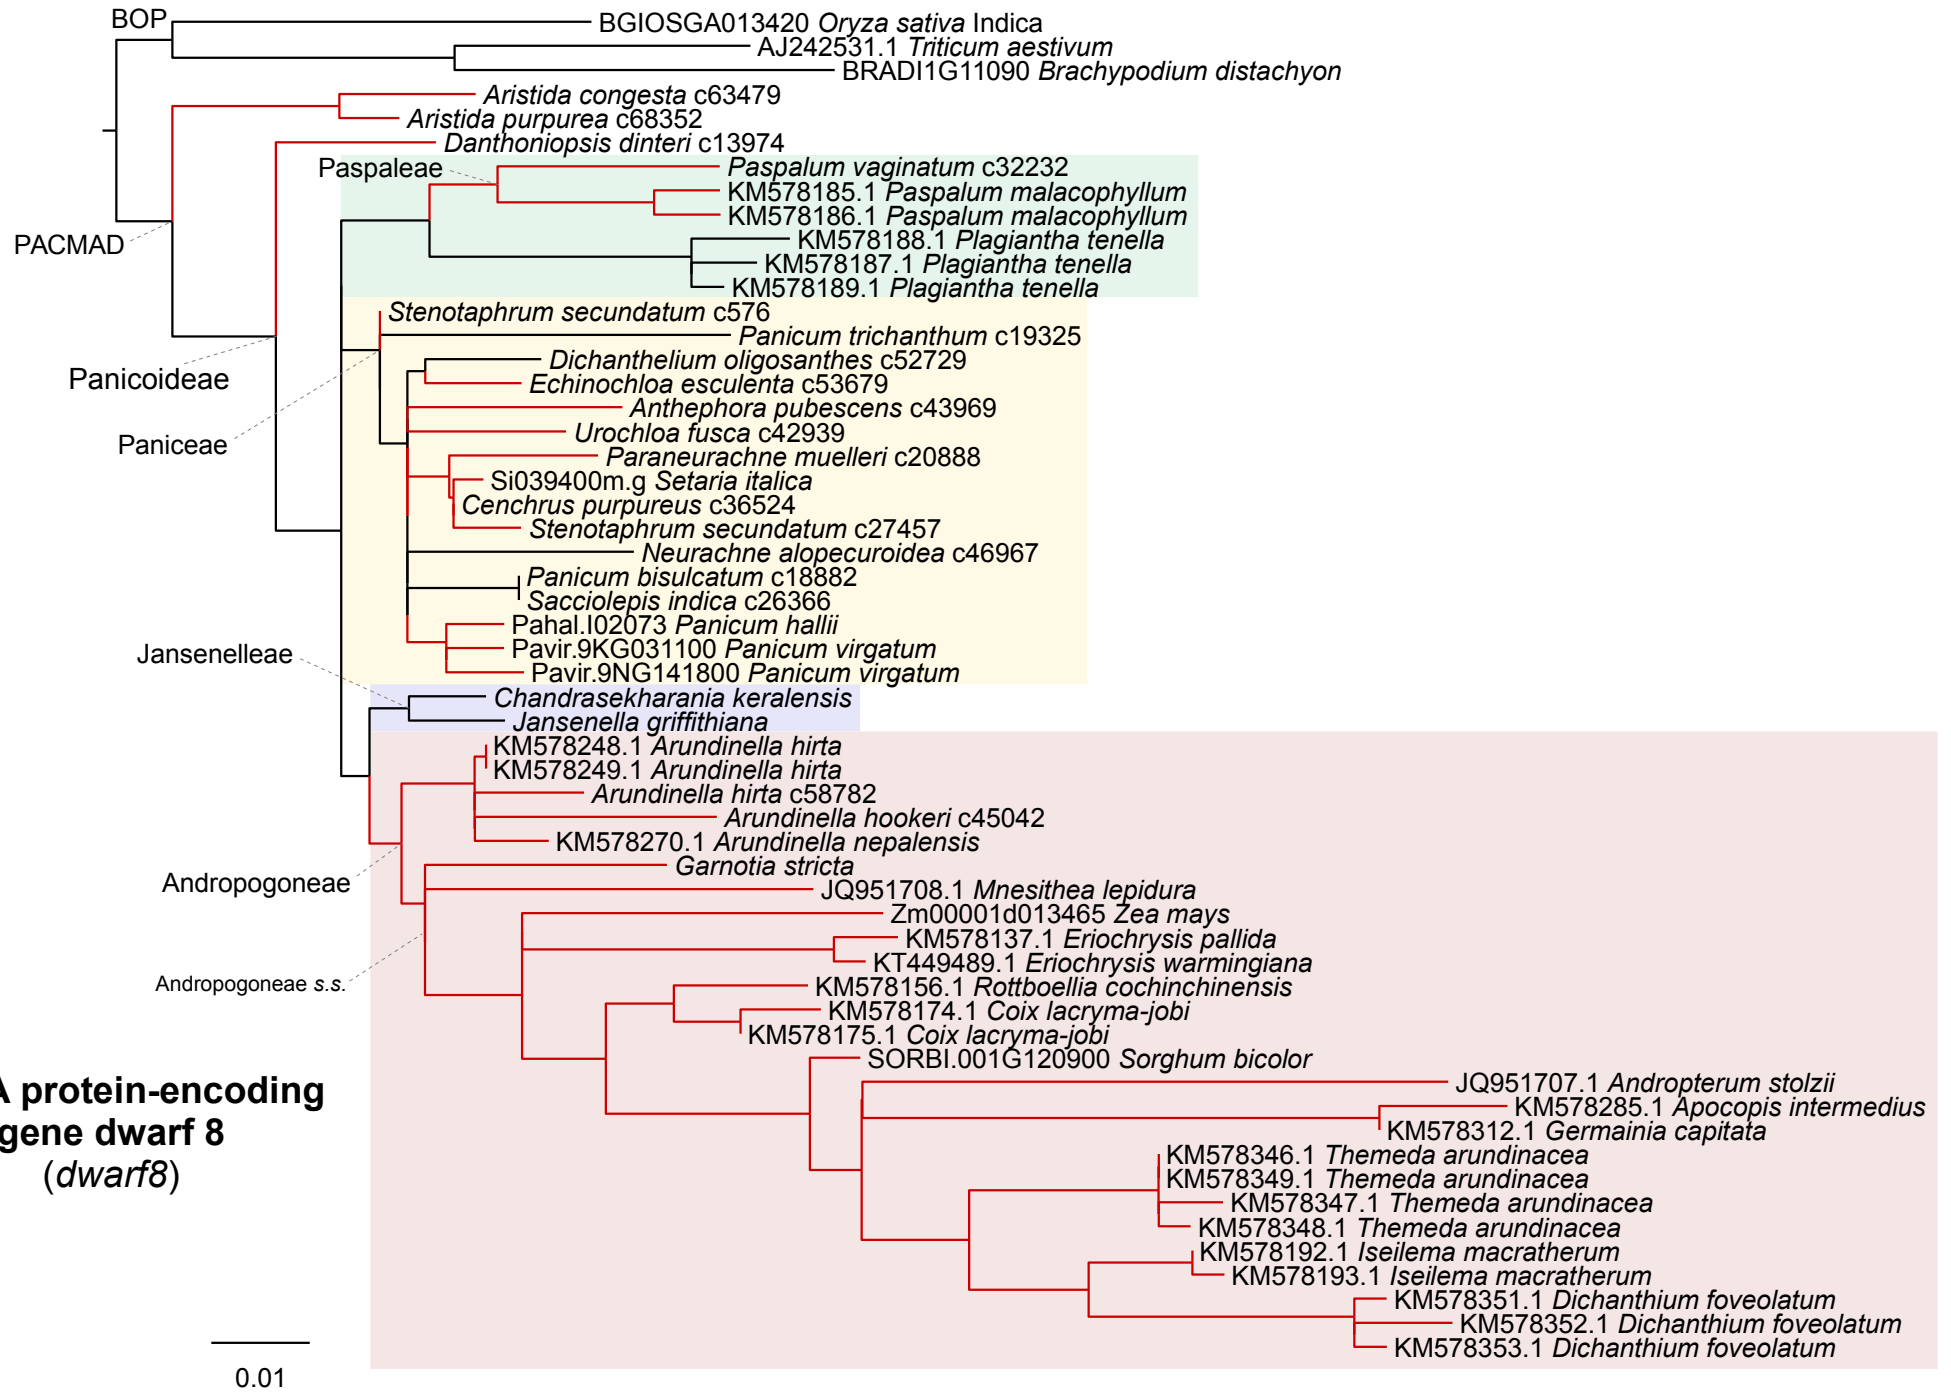 BOP
BGIOSGA013420 Oryza sativa Indica
AJ242531.1 Triticum aestivum
BRADI1G11090 Brachypodium distachyon
Aristida congesta c63479
Aristida purpurea c68352
Danthoniopsis dinteri c13974
Paspaleae
Paspalum vaginatum c32232
KM578185.1 Paspalum malacophyllum
KM578186.1 Paspalum malacophyllum
PACMAD
KM578188.1 Plagiantha tenella
KM578187.1 Plagiantha tenella
KM578189.1 Plagiantha tenella
Stenotaphrum secundatum c576
Panicum trichanthum c19325
Dichanthelium oligosanthes c52729
Panicoideae
Echinochloa esculenta c53679
Anthephora pubescens c43969
Urochloa fusca c42939
Paniceae
Paraneurachne muelleri c20888
Si039400m.g Setaria italica
Cenchrus purpureus c36524
Stenotaphrum secundatum c27457
Neurachne alopecuroidea c46967
Panicum bisulcatum c18882
Sacciolepis indica c26366
Pahal.I02073 Panicum hallii
Pavir.9KG031100 Panicum virgatum
Jansenelleae
Pavir.9NG141800 Panicum virgatum
Chandrasekharania keralensis
Jansenella griffithiana
KM578248.1 Arundinella hirta
KM578249.1 Arundinella hirta
Arundinella hirta c58782
Arundinella hookeri c45042
KM578270.1 Arundinella nepalensis
Garnotia stricta
Andropogoneae
JQ951708.1 Mnesithea lepidura
Zm00001d013465 Zea mays
KM578137.1 Eriochrysis pallida
KT449489.1 Eriochrysis warmingiana
Andropogoneae s.s.
KM578156.1 Rottboellia cochinchinensis
KM578174.1 Coix lacryma-jobi
KM578175.1 Coix lacryma-jobi
SORBI.001G120900 Sorghum bicolor
JQ951707.1 Andropterum stolzii
A protein-encoding
gene dwarf 8
(dwarf8)
KM578285.1 Apocopis intermedius
KM578312.1 Germainia capitata
KM578346.1 Themeda arundinacea
KM578349.1 Themeda arundinacea
KM578347.1 Themeda arundinacea
KM578348.1 Themeda arundinacea
KM578192.1 Iseilema macratherum
KM578193.1 Iseilema macratherum
KM578351.1 Dichanthium foveolatum
KM578352.1 Dichanthium foveolatum
KM578353.1 Dichanthium foveolatum
0.01